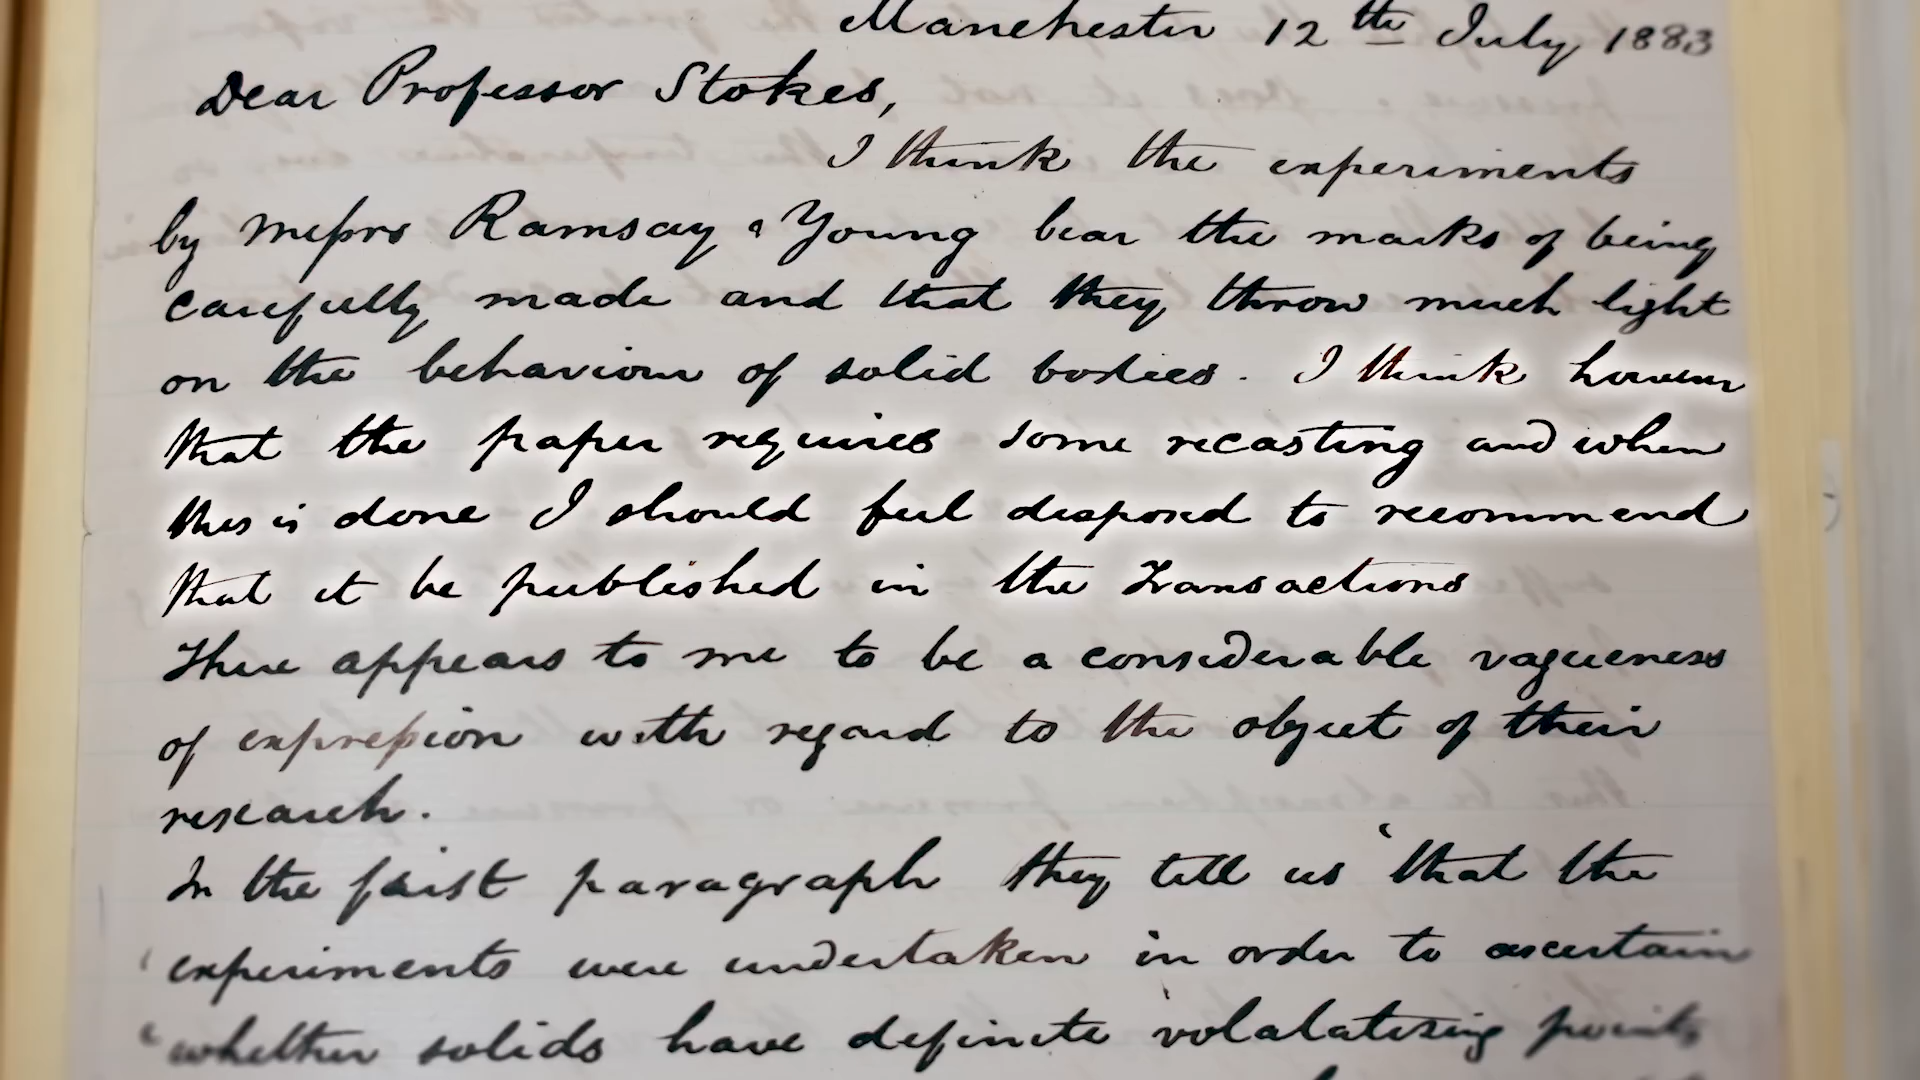 Manchester 12th July 1883
Dear Professor Stokes,
I think the experiments
by Messrs Ramsay & Young bear the marks of being
carefully made and that they throw much light
on the behaviour of solid bodies. I think however
that the paper requires some recasting and when
this is done I should feel disposed to recommend
that it be published in the Transactions
There appears to me to be a considerable vagueness
of expression with regard to the object of their
research.
In the first paragraph they tell us 'that the
'experiments were undertaken in order to ascertain
'whether solids have definite volalatising points